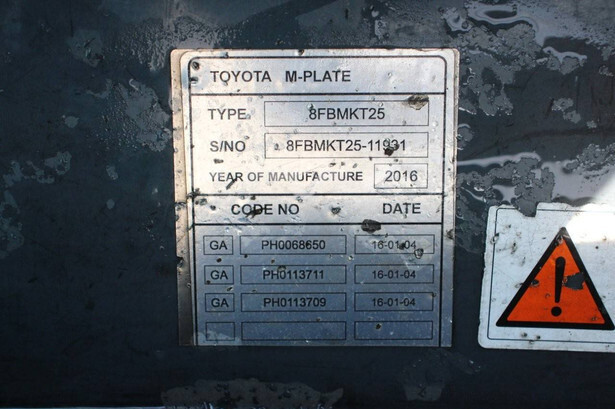 TOYOTA M-PLATE
TYPE 8FBMKT25
S/NO 8FBMKT25-11931
YEAR OF MANUFACTURE 2016
CODE NO DATE
GA PH0068650 16-01-04
GA PH0113711 16-01-04
GA PH0113709 16-01-04